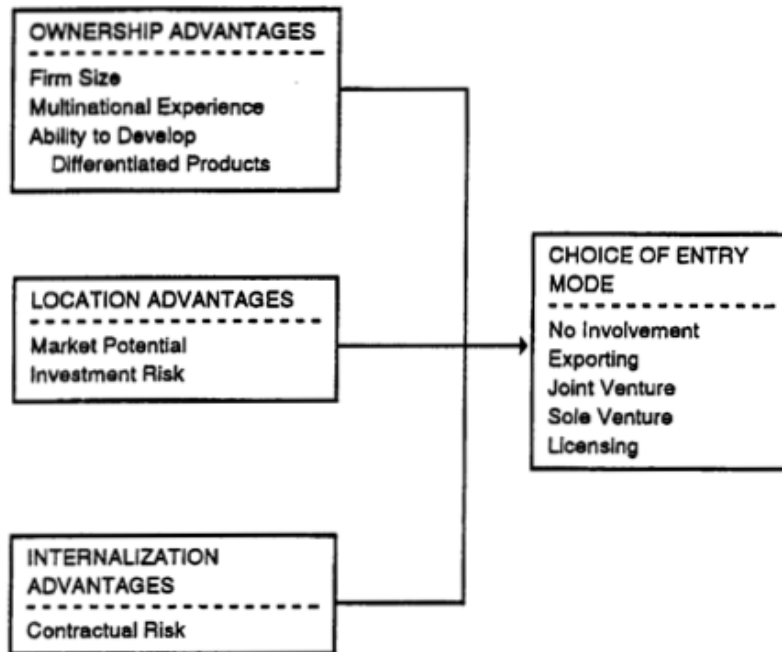 OWNERSHIP ADVANTAGES
Firm Size
Multinational Experience
Ability to Develop
Differentiated Products
LOCATION ADVANTAGES
Market Potential
Investment Risk
INTERNALIZATION
ADVANTAGES
Contractual Risk
CHOICE OF ENTRY
MODE
No Involvement
Exporting
Joint Venture
Sole Venture
Licensing